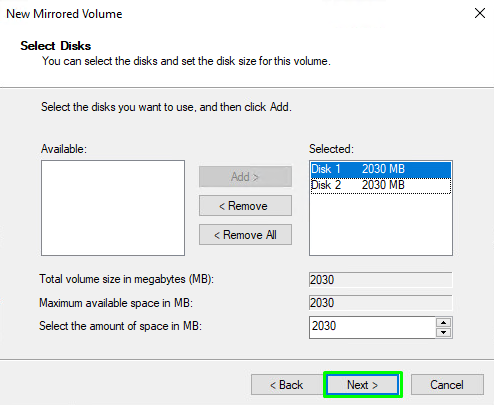 New Mirrored Volume
Select Disks
You can select the disks and set the disk size for this volume.
Select the disks you want to use, and then click Add.
Available:
Selected:
Add >
< Remove
< Remove All
Disk 1 2030 MB
Disk 2 2030 MB
Total volume size in megabytes (MB): 2030
Maximum available space in MB: 2030
Select the amount of space in MB: 2030
< Back Next > Cancel